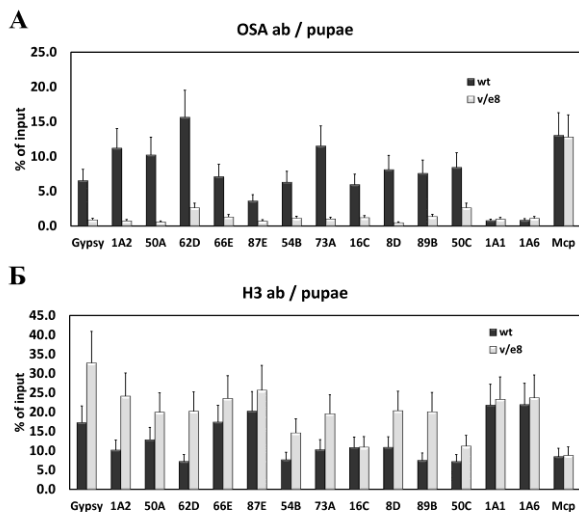 А
OSA ab / pupae
25.0
20.0
15.0
10.0
5.0
0.0
% of input
wt
v/e8
Gypsy 1A2 50A 62D 66E 87E 54B 73A 16C 8D 89B 50C 1A1 1A6 Mcp
Б
H3 ab / pupae
45.0
40.0
35.0
30.0
25.0
20.0
15.0
10.0
5.0
0.0
% of input
wt
v/e8
Gypsy 1A2 50A 62D 66E 87E 54B 73A 16C 8D 89B 50C 1A1 1A6 Mcp